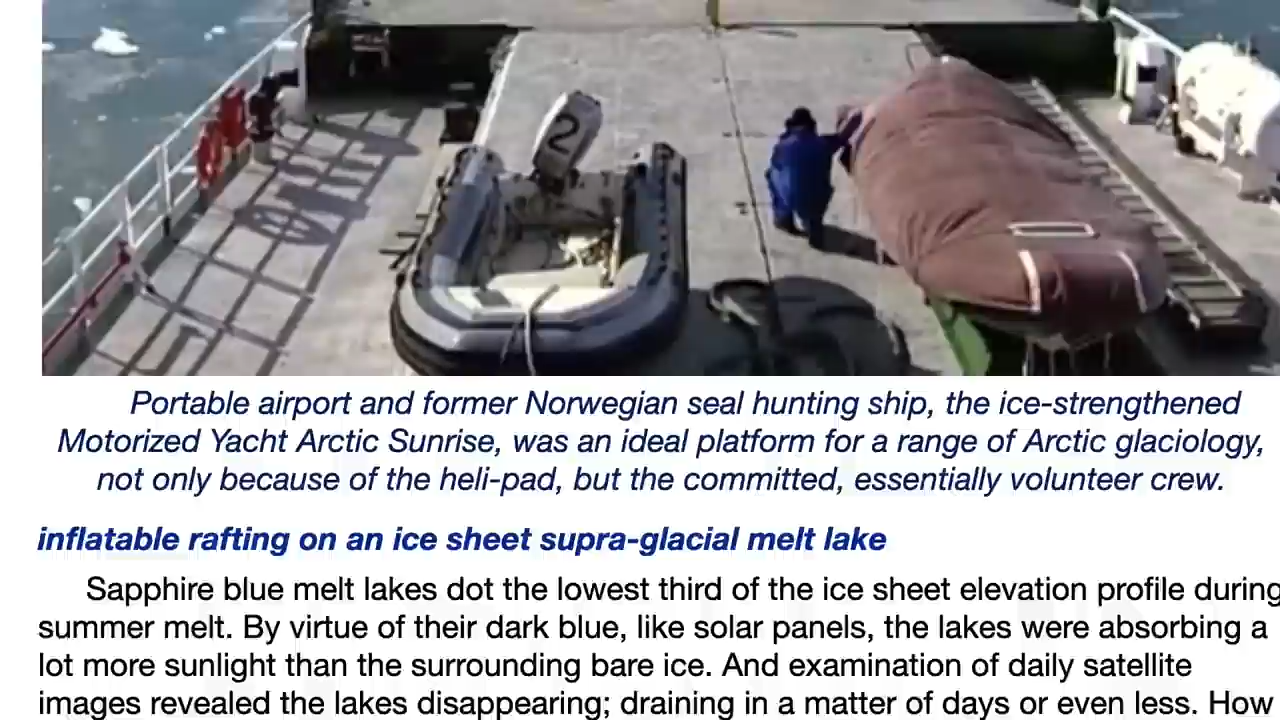 2
Portable airport and former Norwegian seal hunting ship, the ice-strengthened
Motorized Yacht Arctic Sunrise, was an ideal platform for a range of Arctic glaciology,
not only because of the heli-pad, but the committed, essentially volunteer crew.
inflatable rafting on an ice sheet supra-glacial melt lake
Sapphire blue melt lakes dot the lowest third of the ice sheet elevation profile during
summer melt. By virtue of their dark blue, like solar panels, the lakes were absorbing a
lot more sunlight than the surrounding bare ice. And examination of daily satellite
images revealed the lakes disappearing; draining in a matter of days or even less. How